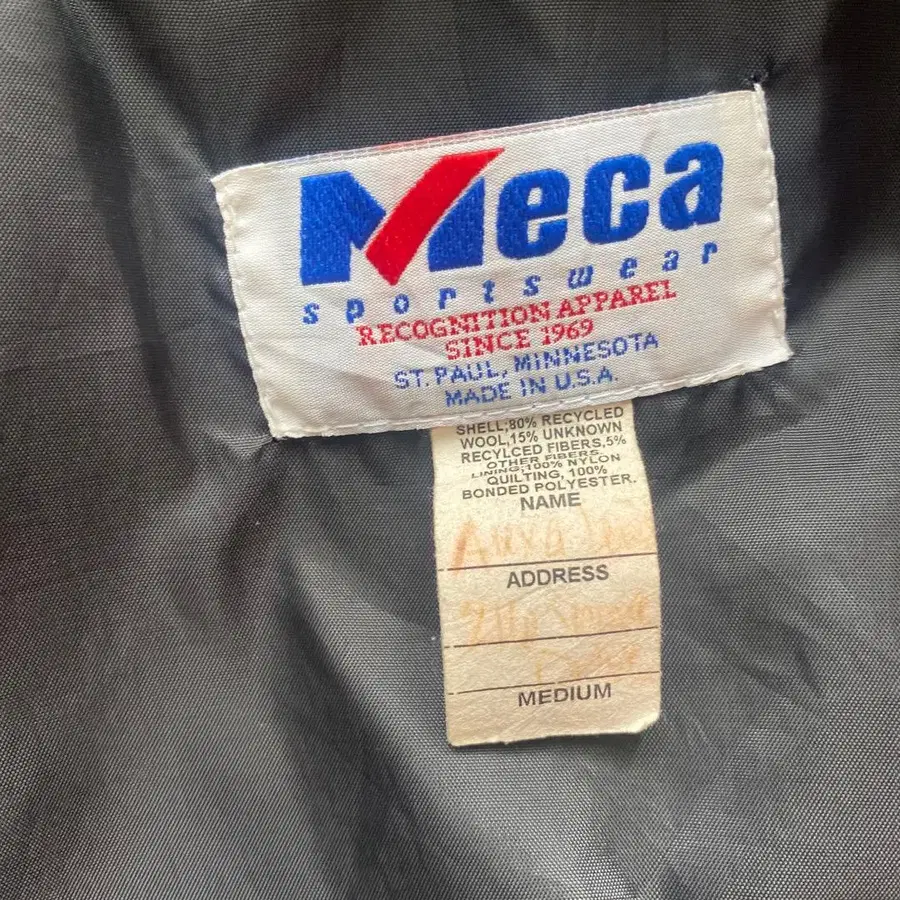 Meca
sportswear
RECOGNITION APPAREL
SINCE 1969
ST. PAUL, MINNESOTA
MADE IN U.S.A.
SHELL;80% RECYCLED
WOOL,15% UNKNOWN
RECYLCED FIBERS,5%
OTHER FIBERS.
LINING;100% NYLON
QUILTING, 100%
BONDED POLYESTER.
NAME
ADDRESS
MEDIUM